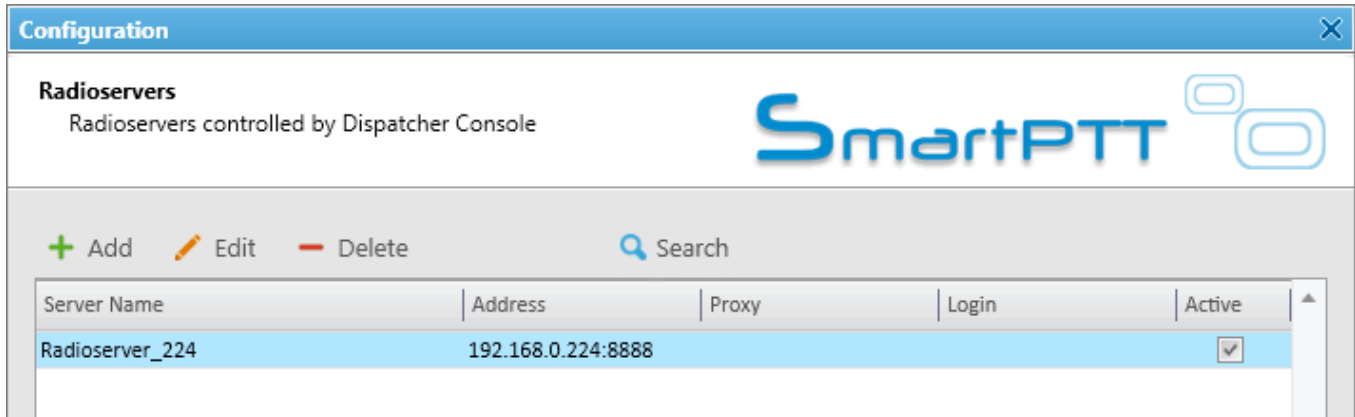 Configuration
Radioservers
Radioservers controlled by Dispatcher Console
SmartPTT
Add Edit Delete Search
Server Name Address Proxy Login Active
Radioserver_224 192.168.0.224:8888